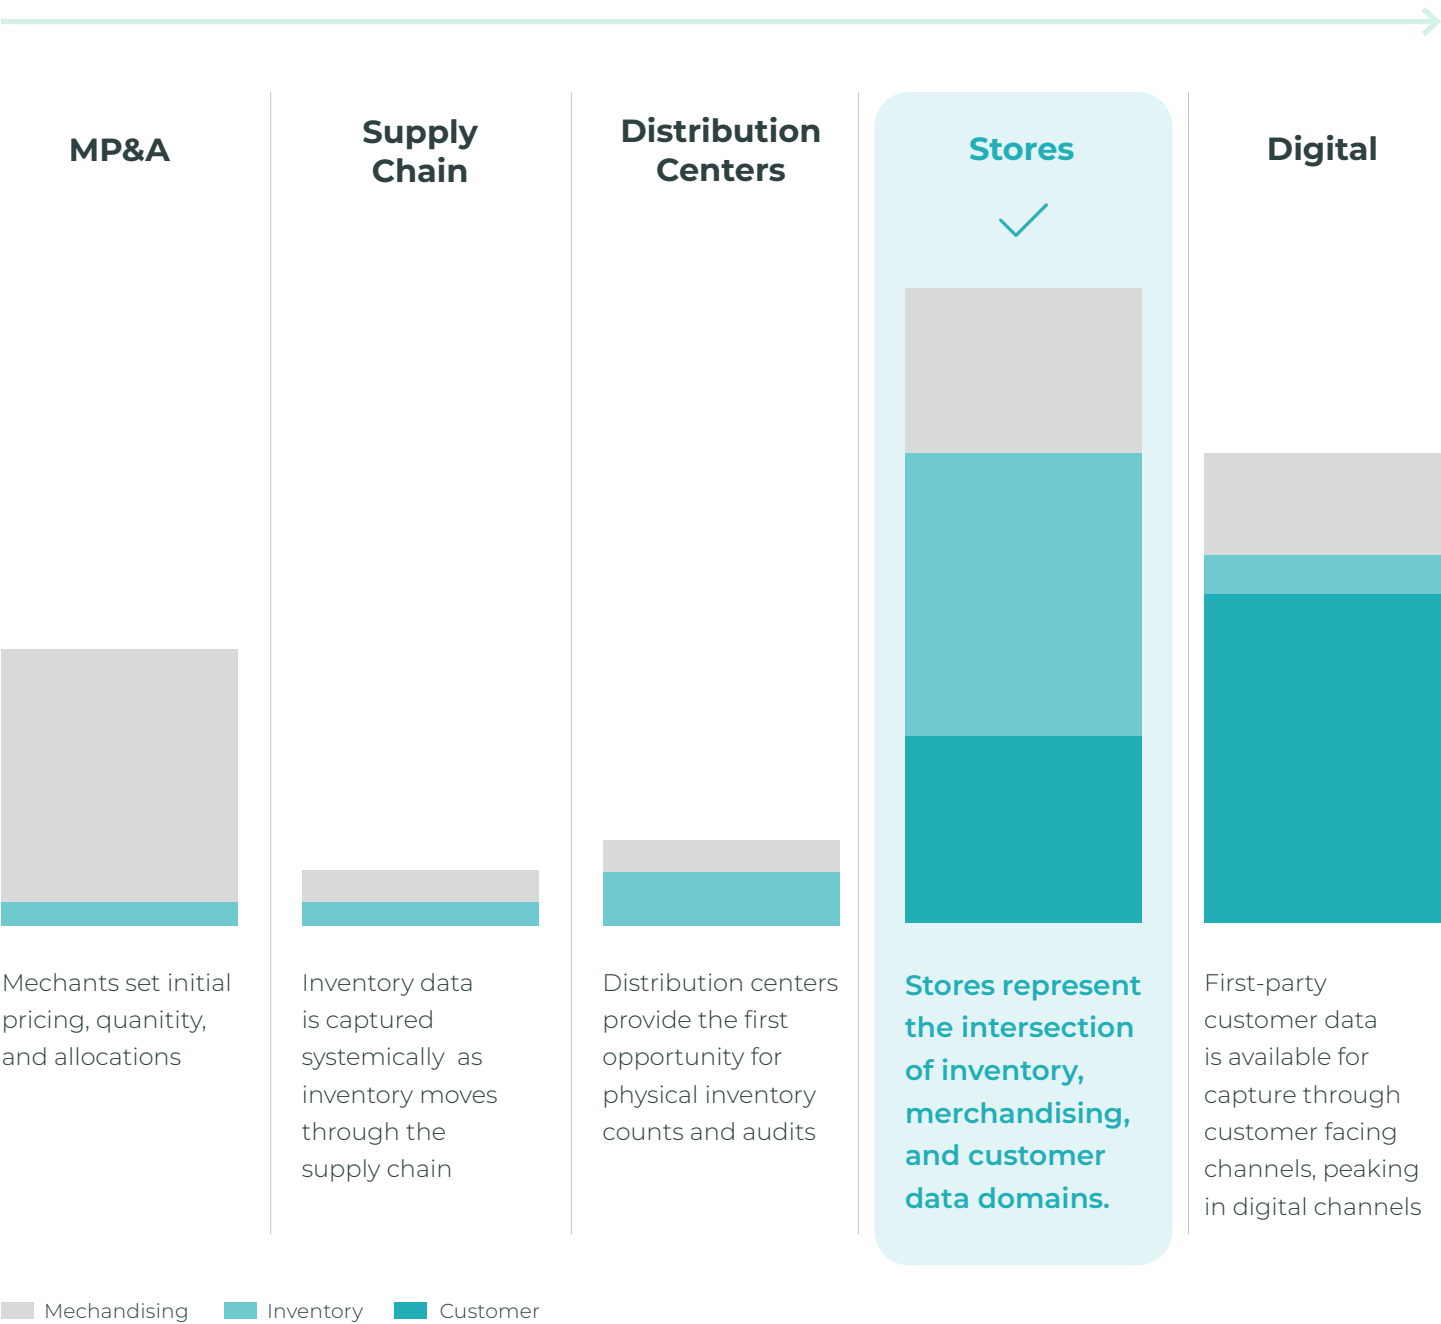 MP&A
Supply
Chain
Distribution
Centers
Stores
Digital
Mechants set initial
pricing, quanitity,
and allocations
Inventory data
is captured
systemically  as
inventory moves
through the
supply chain
Distribution centers
provide the first
opportunity for
physical inventory
counts and audits
Stores represent
the intersection
of inventory,
merchandising,
and customer
data domains.
First-party
customer data
is available for
capture through
customer facing
channels, peaking
in digital channels
Mechandising
Inventory
Customer